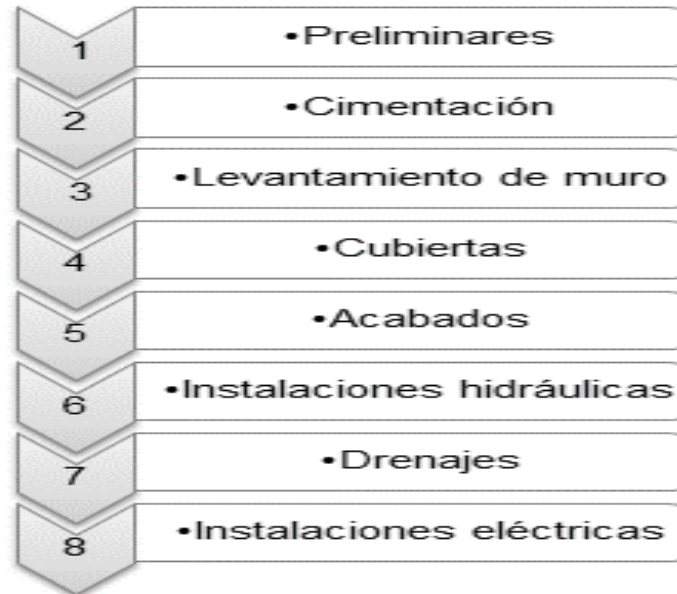 1 •Preliminares
2 •Cimentación
3 •Levantamiento de muro
4 •Cubiertas
5 •Acabados
6 •Instalaciones hidráulicas
7 •Drenajes
8 •Instalaciones eléctricas